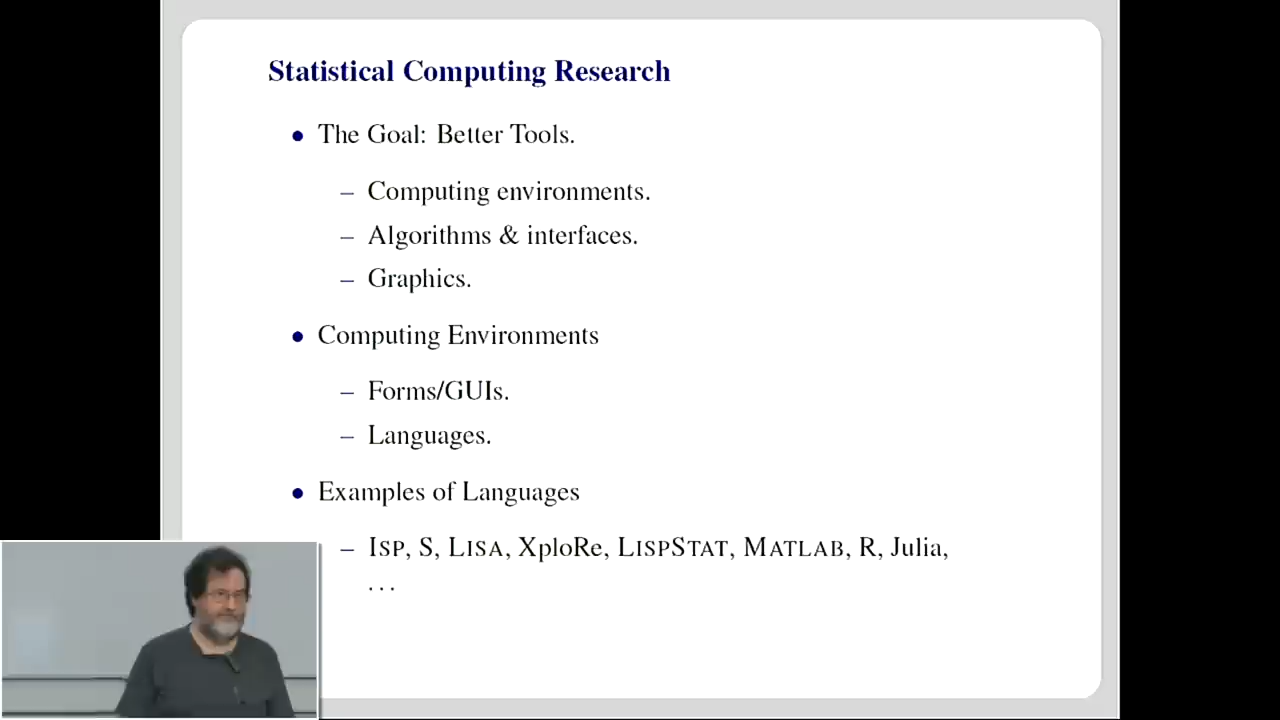 Statistical Computing Research
• The Goal: Better Tools.
– Computing environments.
– Algorithms & interfaces.
– Graphics.
• Computing Environments
– Forms/GUIs.
– Languages.
• Examples of Languages
– ISP, S, LISA, XploRe, LISPSTAT, MATLAB, R, Julia,
...